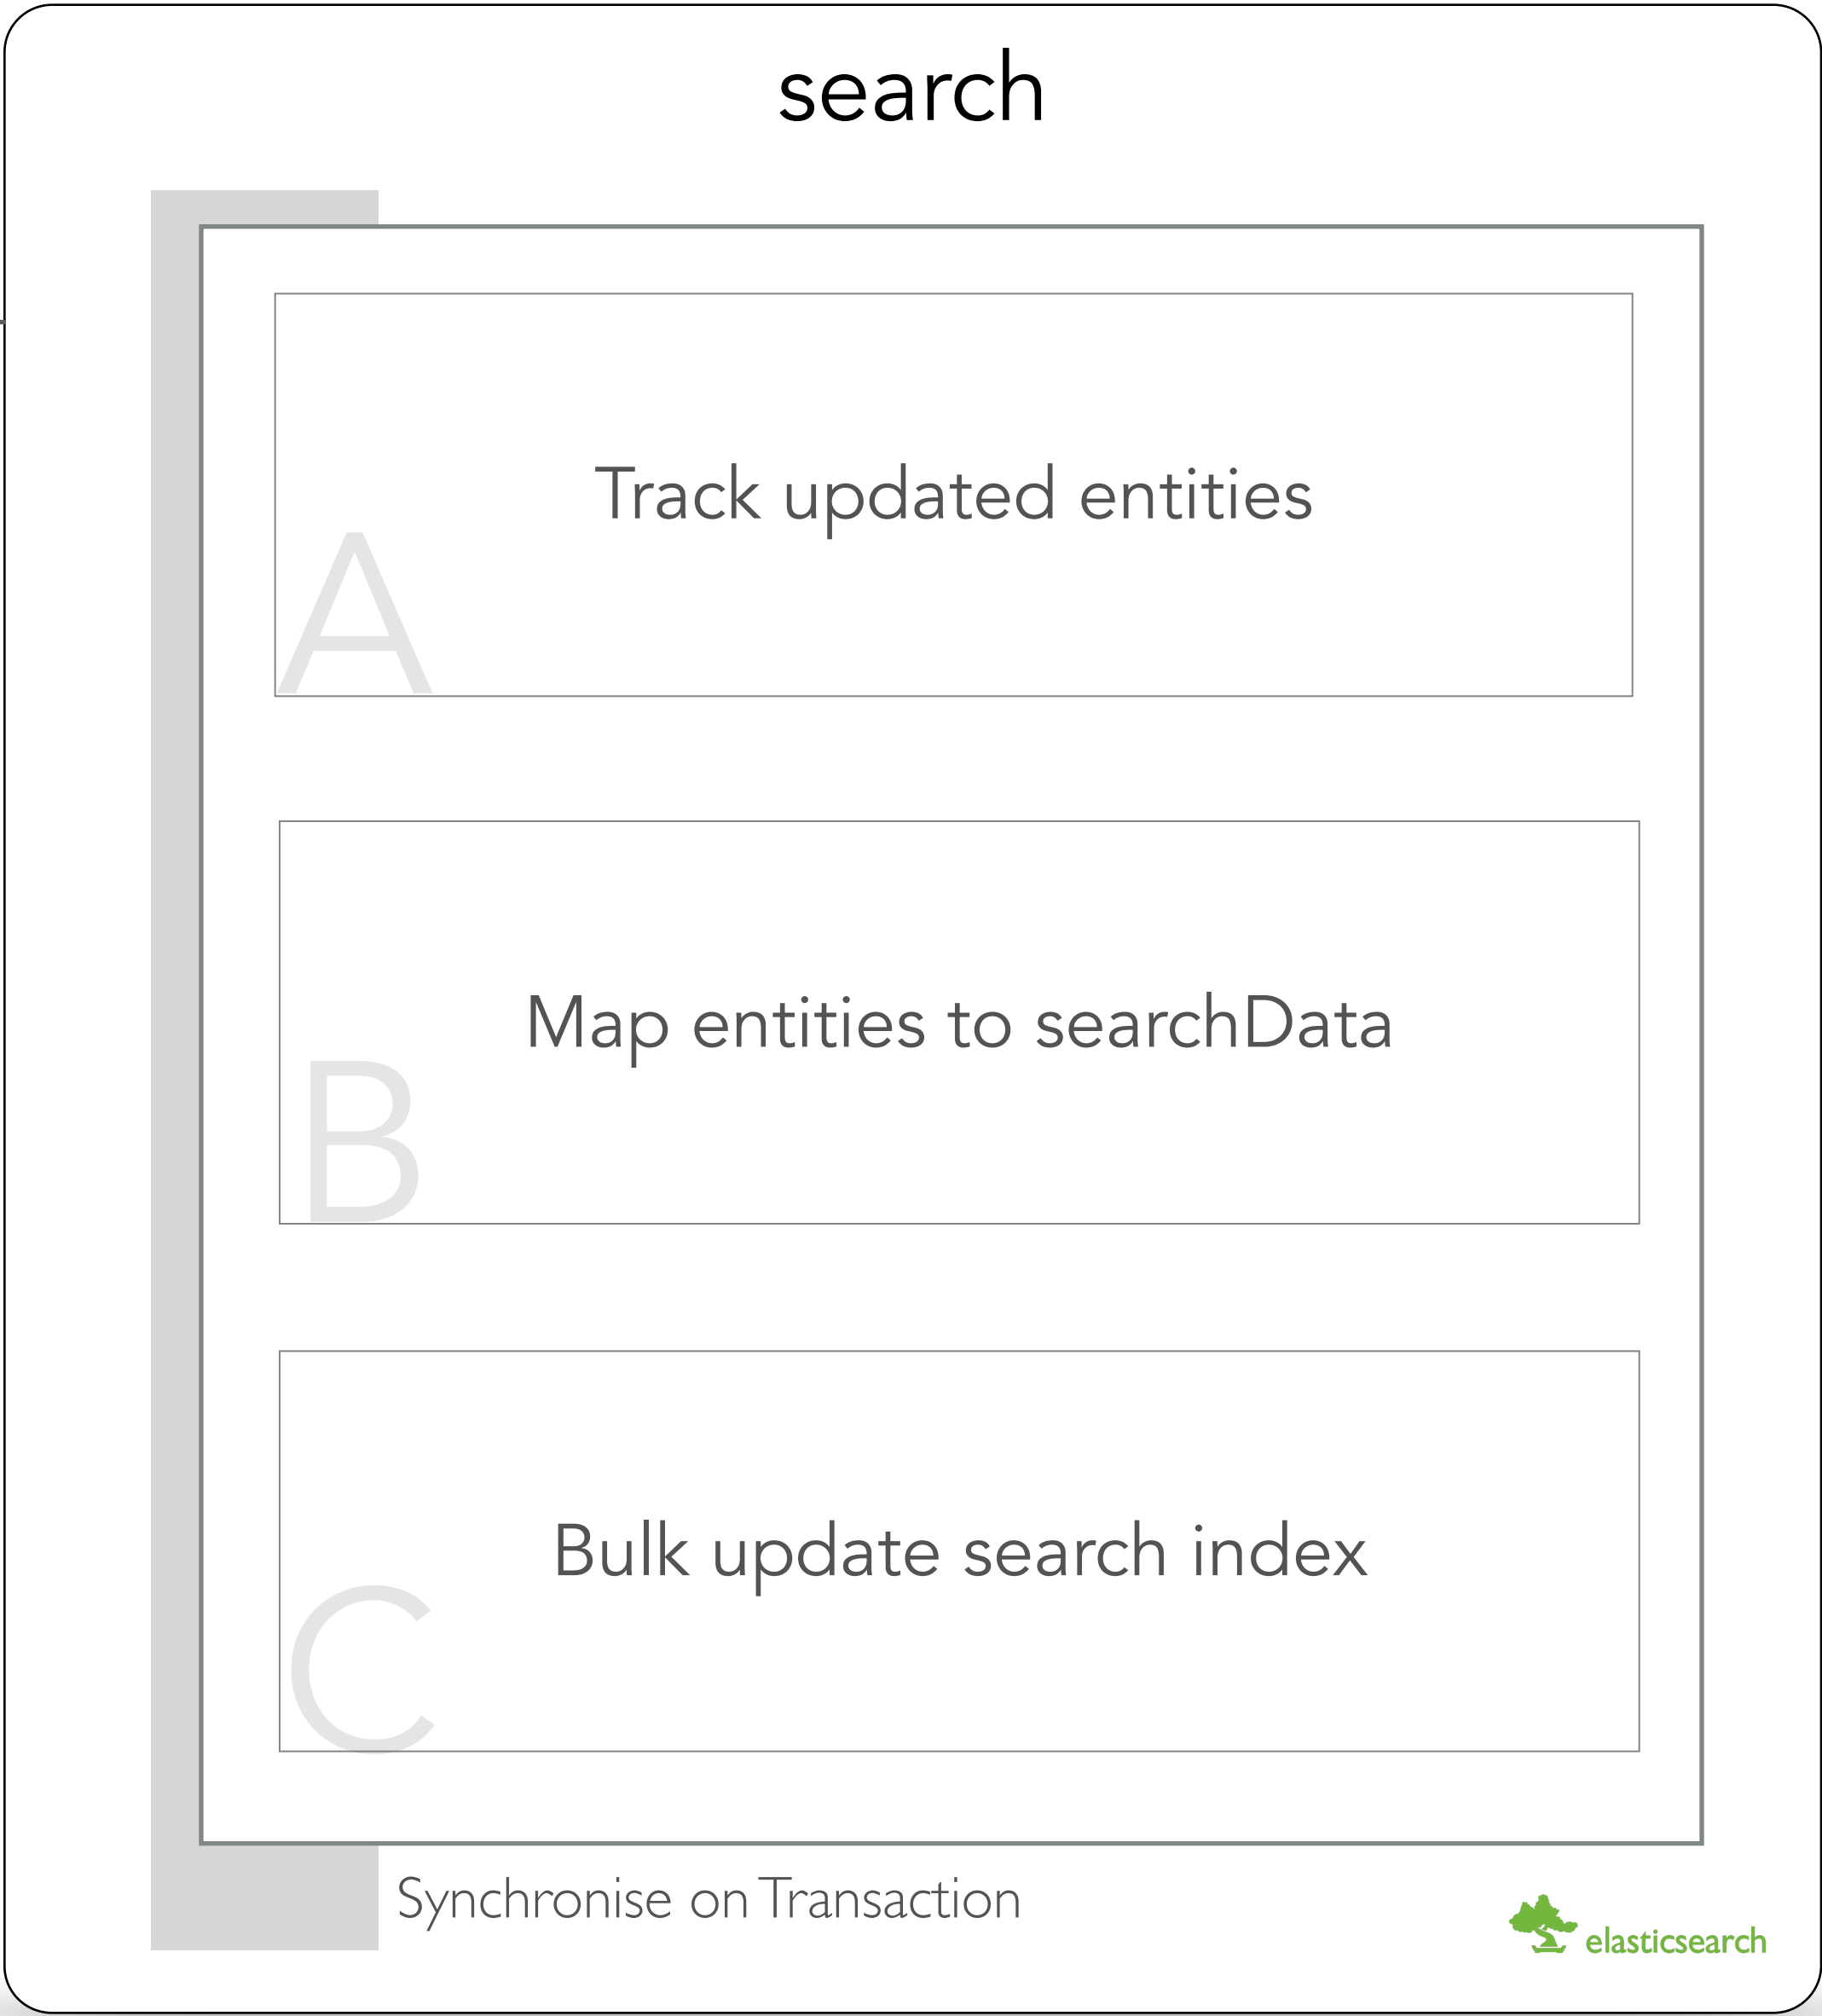 search
Track updated entities
A
Map entities to searchData
B
Bulk update search index
C
Synchronise on Transaction
elasticsearch